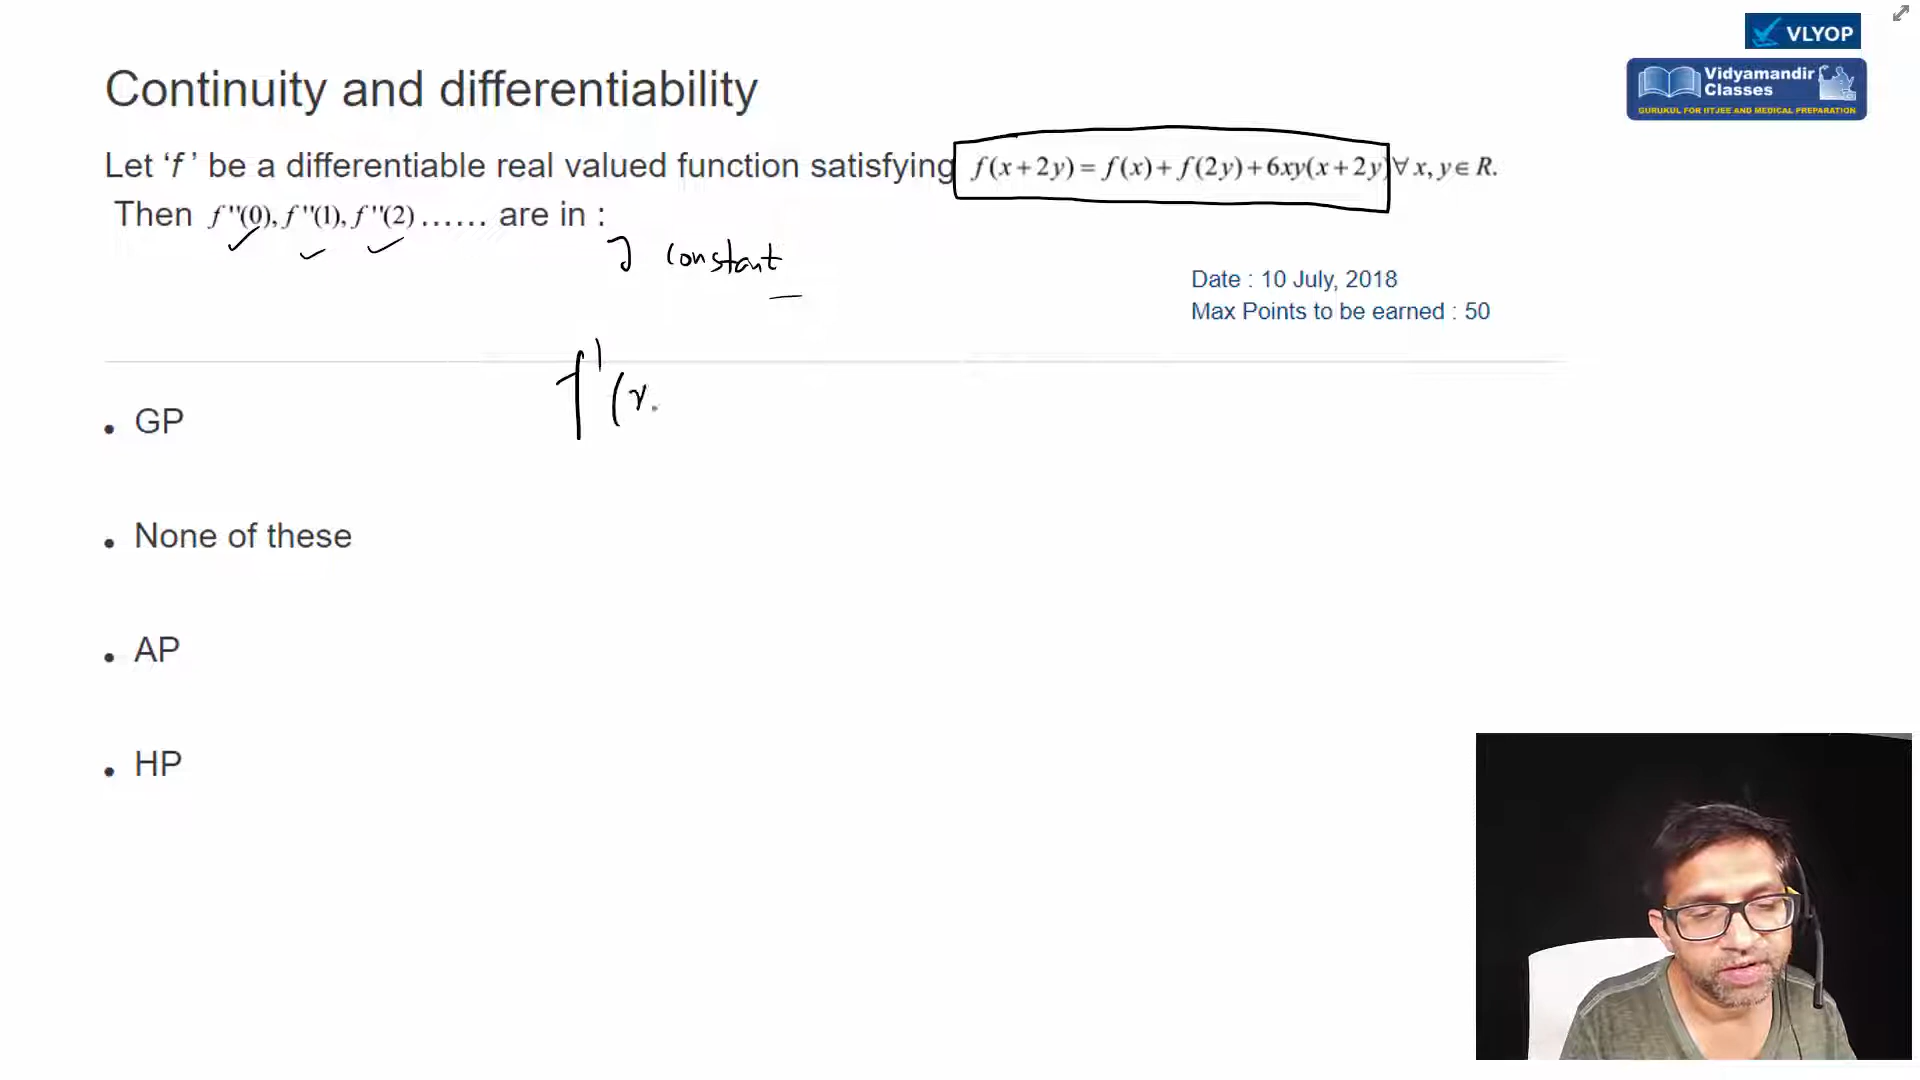 VLYOP
Vidyamandir
Classes
GURUKUL FOR IITJEE AND MEDICAL PREPARATION
Continuity and differentiability
Let ‘f ’ be a differentiable real valued function satisfying f(x+2y) = f(x)+ f(2y)+6xy(x+2y) ∀ x, y∈ R.
Then f "(0), f "(1), f "(2) ...... are in :
constant
Date : 10 July, 2018
Max Points to be earned : 50
f'(x
• GP
• None of these
• AP
• HP